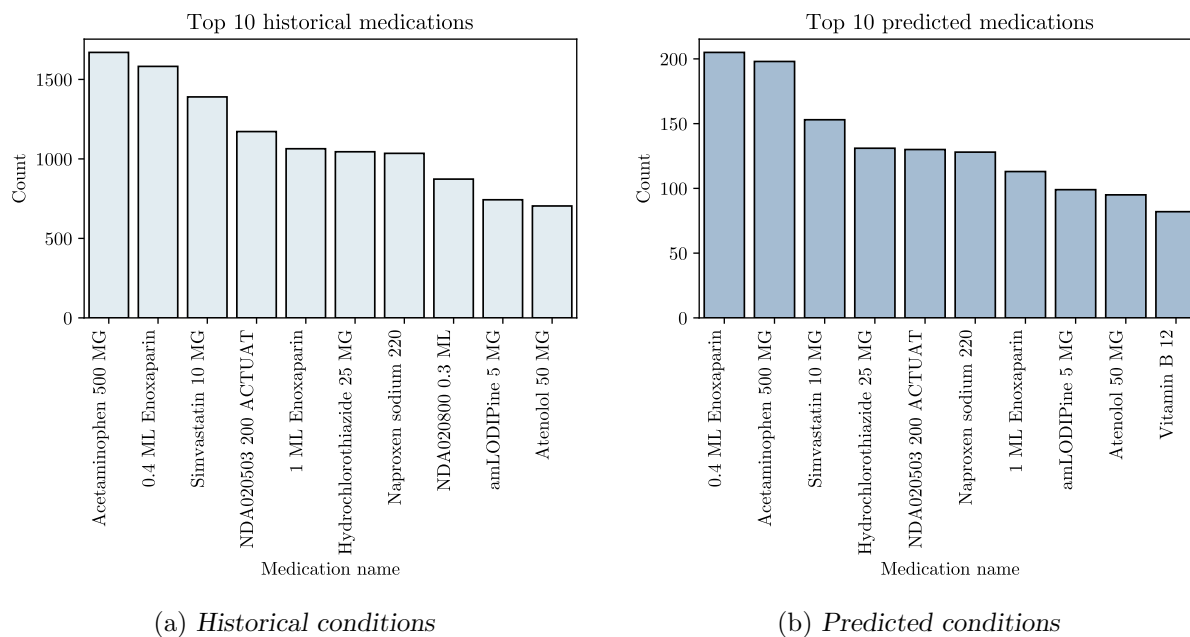 Top 10 historical medications
Count
1500
1000
500
0
Acetaminophen 500 MG
0.4 ML Enoxaparin
Simvastatin 10 MG
NDA020503 200 ACTUAT
1 ML Enoxaparin
Hydrochlorothiazide 25 MG
Naproxen sodium 220
NDA020800 0.3 ML
amLODIPine 5 MG
Atenolol 50 MG
Medication name
(a) Historical conditions
Top 10 predicted medications
Count
200
150
100
50
0
0.4 ML Enoxaparin
Acetaminophen 500 MG
Simvastatin 10 MG
Hydrochlorothiazide 25 MG
NDA020503 200 ACTUAT
Naproxen sodium 220
1 ML Enoxaparin
amLODIPine 5 MG
Atenolol 50 MG
Vitamin B 12
Medication name
(b) Predicted conditions